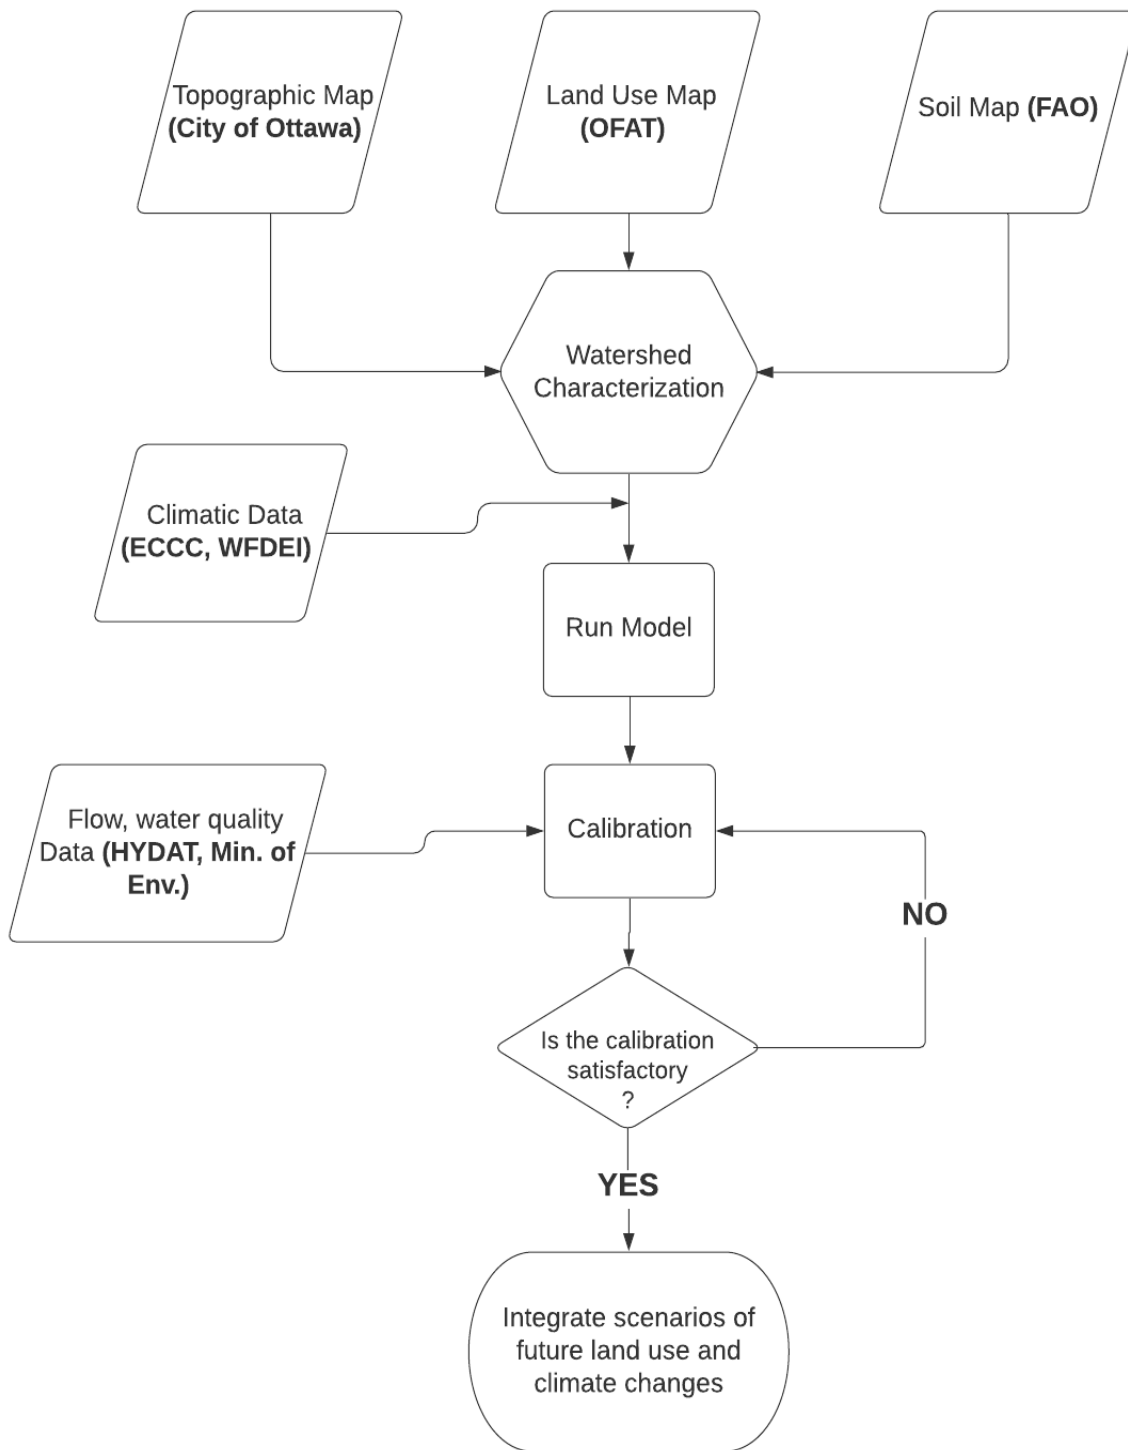 Topographic Map
(City of Ottawa)
Land Use Map
(OFAT)
Soil Map (FAO)
Watershed
Characterization
Climatic Data
(ECCC, WFDEI)
Run Model
Flow, water quality
Data (HYDAT, Min. of
Env.)
Calibration
NO
Is the calibration
satisfactory
?
YES
Integrate scenarios of
future land use and
climate changes